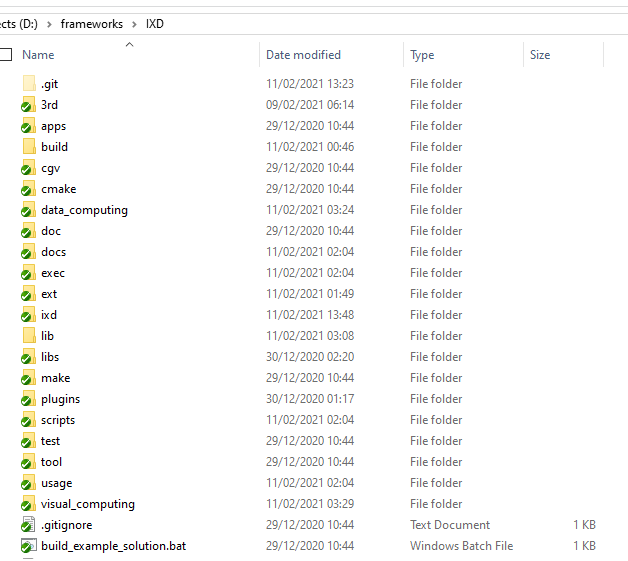 ects (D:) > frameworks > IXD
Name Date modified Type Size
.git 11/02/2021 13:23 File folder
3rd 09/02/2021 06:14 File folder
apps 29/12/2020 10:44 File folder
build 11/02/2021 00:46 File folder
cgv 29/12/2020 10:44 File folder
cmake 29/12/2020 10:44 File folder
data_computing 11/02/2021 03:24 File folder
doc 29/12/2020 10:44 File folder
docs 11/02/2021 02:04 File folder
exec 11/02/2021 02:04 File folder
ext 11/02/2021 01:49 File folder
ixd 11/02/2021 13:48 File folder
lib 11/02/2021 03:08 File folder
libs 30/12/2020 02:20 File folder
make 29/12/2020 10:44 File folder
plugins 30/12/2020 01:17 File folder
scripts 11/02/2021 02:04 File folder
test 29/12/2020 10:44 File folder
tool 29/12/2020 10:44 File folder
usage 11/02/2021 02:04 File folder
visual_computing 11/02/2021 03:29 File folder
.gitignore 29/12/2020 10:44 Text Document 1 KB
build_example_solution.bat 29/12/2020 10:44 Windows Batch File 1 KB